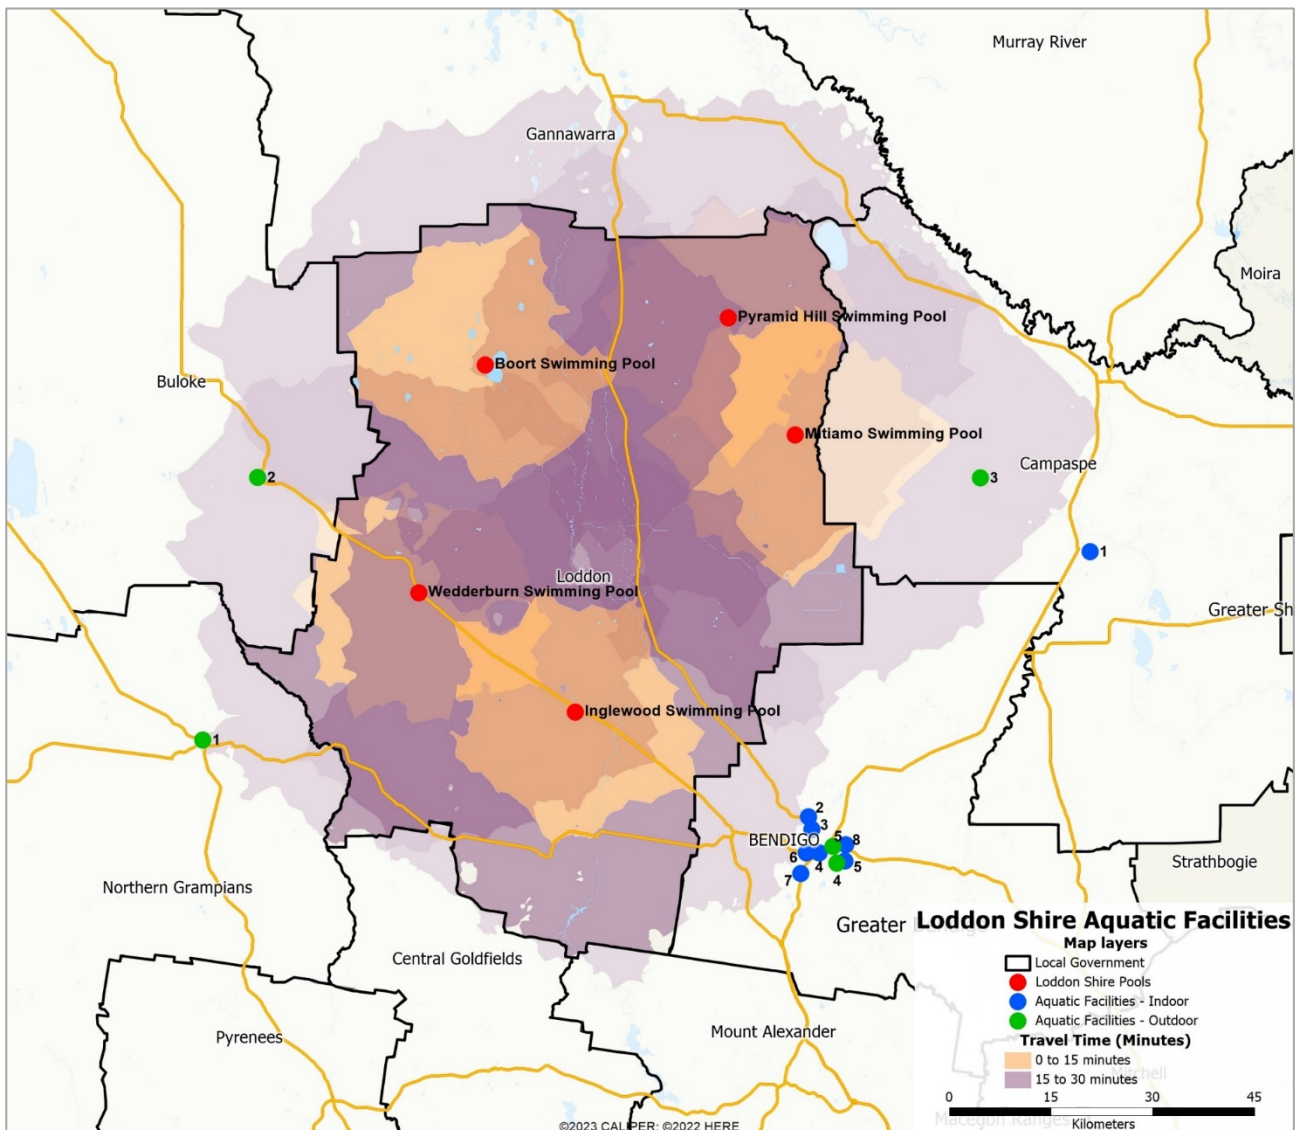 Murray River
Gannawarra
Moira
Pyramid Hill Swimming Pool
Boort Swimming Pool
Buloke
Mitiamo Swimming Pool
Campaspe
2
3
1
Loddon
Wedderburn Swimming Pool
Greater Sh
Inglewood Swimming Pool
1
2
3
BENDIGO
5
8
6
4
5
7
4
Strathbogie
Northern Grampians
Greater
Central Goldfields
Mount Alexander
Pyrenees
Loddon Shire Aquatic Facilities
Map layers
Local Government
Loddon Shire Pools
Aquatic Facilities - Indoor
Aquatic Facilities - Outdoor
Travel Time (Minutes)
0 to 15 minutes
15 to 30 minutes
Mitchell
0 15 30 45
Kilometers
Macedon Ranges
©2023 CALIPER; ©2022 HERE